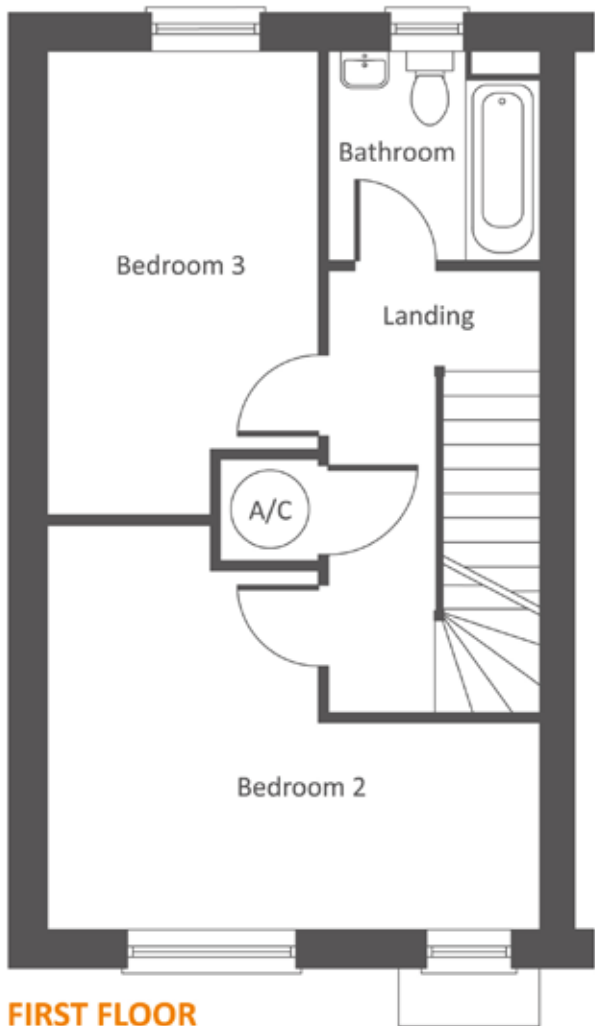 Bathroom
Bedroom 3
Landing
A/C
Bedroom 2
FIRST FLOOR